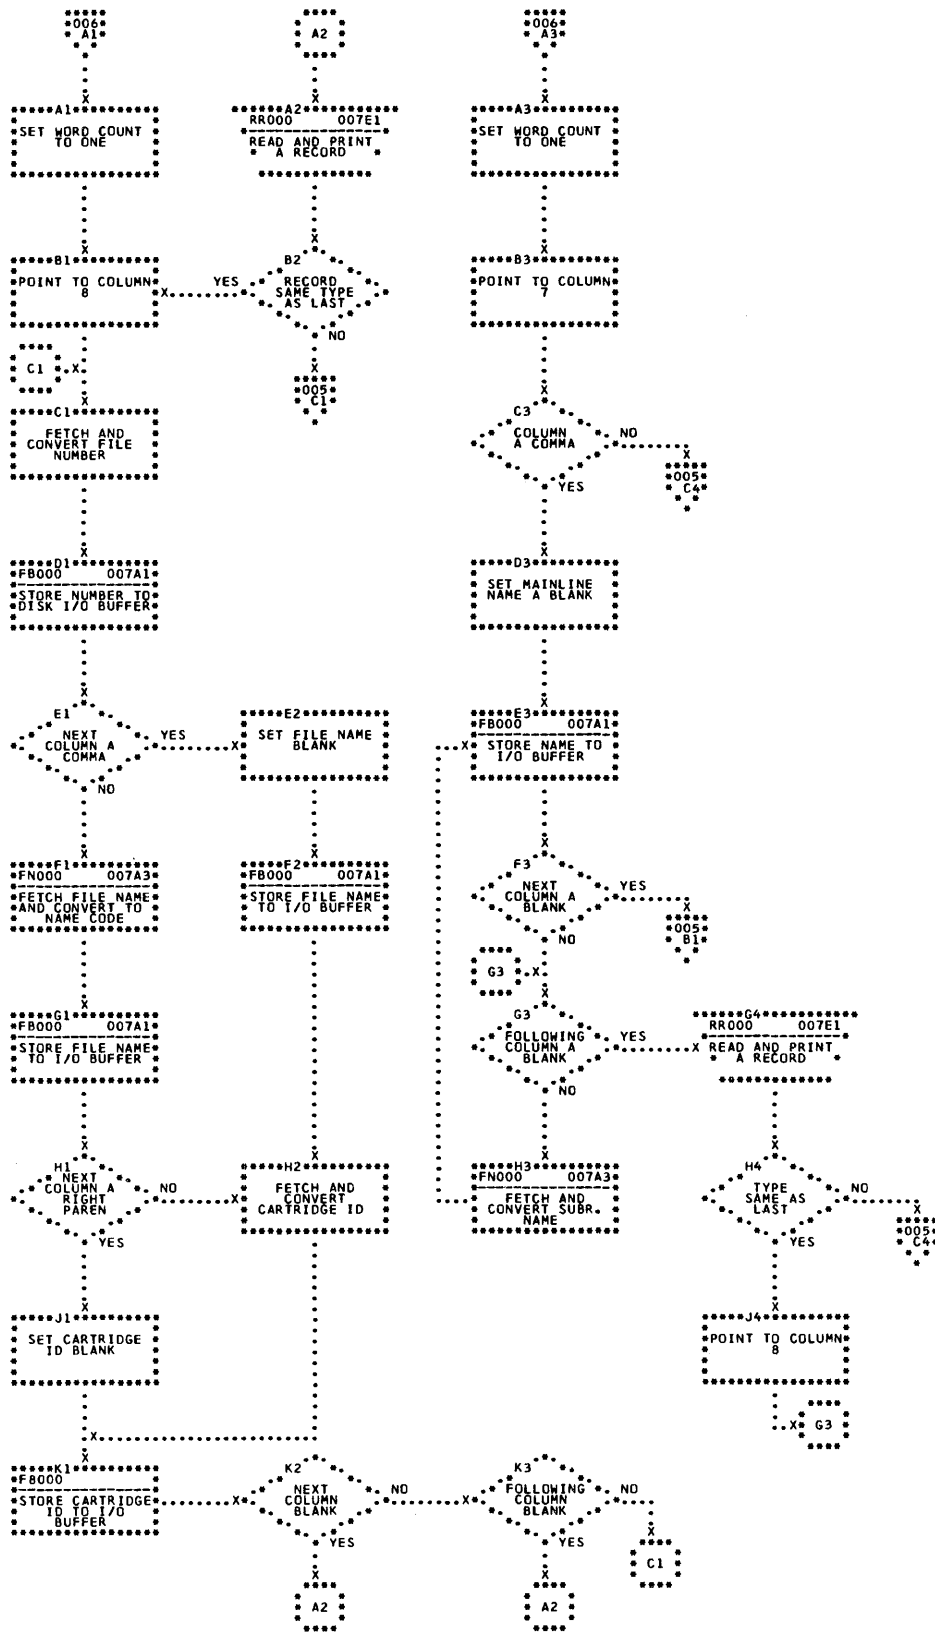 006
A1
A2
006
A3
A1
SET WORD COUNT
TO ONE
A2
RR000 007E1
READ AND PRINT
A RECORD
A3
SET WORD COUNT
TO ONE
B1
POINT TO COLUMN
8
YES
B2
RECORD
SAME TYPE
AS LAST
NO
B3
POINT TO COLUMN
7
C1
005
C1
C1
FETCH AND
CONVERT FILE
NUMBER
C3
COLUMN
A COMMA
NO
YES
005
C4
D1
FB000 007A1
STORE NUMBER TO
DISK I/O BUFFER
D3
SET MAINLINE
NAME A BLANK
E1
NEXT
COLUMN A
COMMA
YES
NO
E2
SET FILE NAME
BLANK
E3
FB000 007A1
STORE NAME TO
I/O BUFFER
F1
FN000 007A3
FETCH FILE NAME
AND CONVERT TO
NAME CODE
F2
FB000 007A1
STORE FILE NAME
TO I/O BUFFER
F3
NEXT
COLUMN A
BLANK
YES
NO
005
B1
G3
G1
FB000 007A1
STORE FILE NAME
TO I/O BUFFER
G3
FOLLOWING
COLUMN A
BLANK
YES
NO
G4
RR000 007E1
READ AND PRINT
A RECORD
H1
NEXT
COLUMN A
RIGHT
PAREN
NO
YES
H2
FETCH AND
CONVERT
CARTRIDGE ID
H3
FN000 007A3
FETCH AND
CONVERT SUBR.
NAME
H4
TYPE
SAME AS
LAST
NO
YES
005
C4
J1
SET CARTRIDGE
ID BLANK
J4
POINT TO COLUMN
8
G3
K1
FB000
STORE CARTRIDGE
ID TO I/O
BUFFER
K2
NEXT
COLUMN
BLANK
NO
YES
K3
FOLLOWING
COLUMN
BLANK
NO
YES
C1
A2
A2